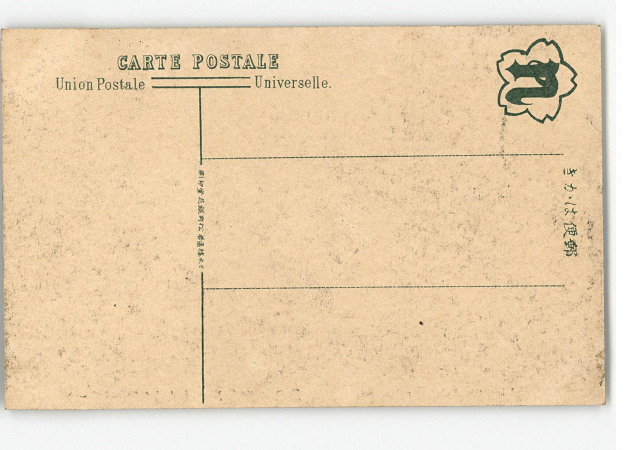 CARTE POSTALE
Union Postale Universelle.
きかは便郵